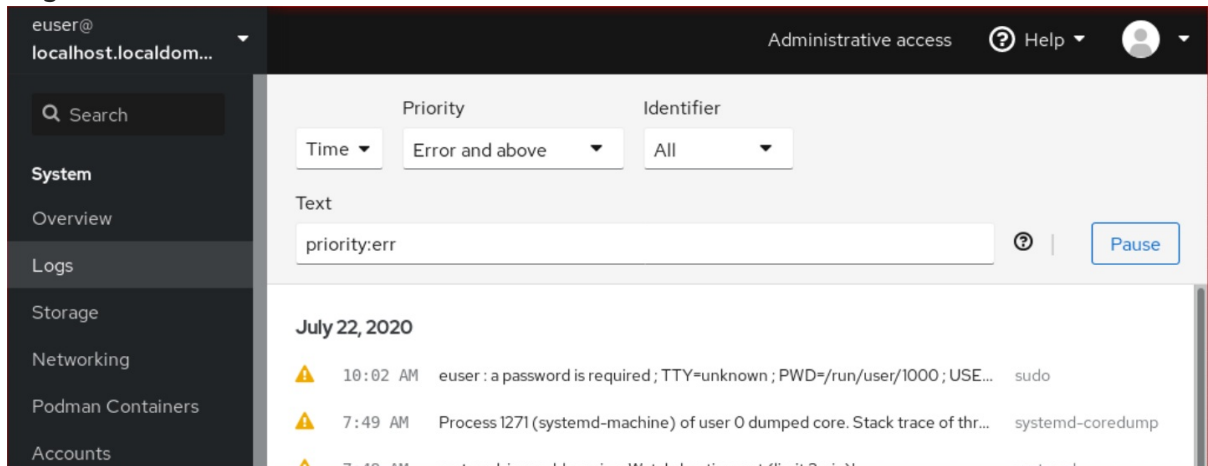 euser@
localhost.localdom...
Administrative access
Help
Search
System
Overview
Logs
Storage
Networking
Podman Containers
Accounts
Priority
Identifier
Time
Error and above
All
Text
priority:err
Pause
July 22, 2020
10:02 AM euser : a password is required ; TTY=unknown ; PWD=/run/user/1000 ; USE... sudo
7:49 AM Process 1271 (systemd-machine) of user 0 dumped core. Stack trace of thr... systemd-coredump